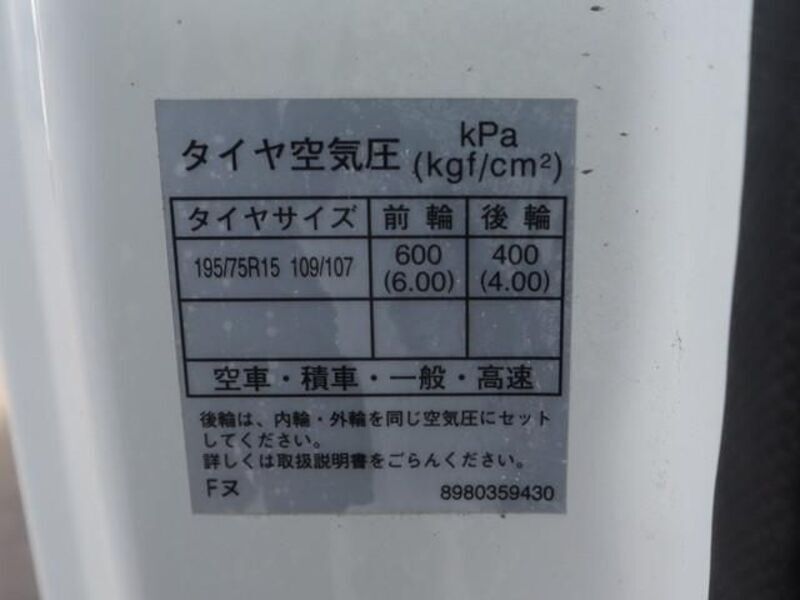 タイヤ空気圧 kPa
(kgf/cm²)
タイヤサイズ 前輪 後輪
195/75R15 109/107 600 400
(6.00) (4.00)
空車・積車・一般・高速
後輪は、内輪・外輪を同じ空気圧にセット
してください。
詳しくは取扱説明書をごらんください。
Fヌ 8980359430